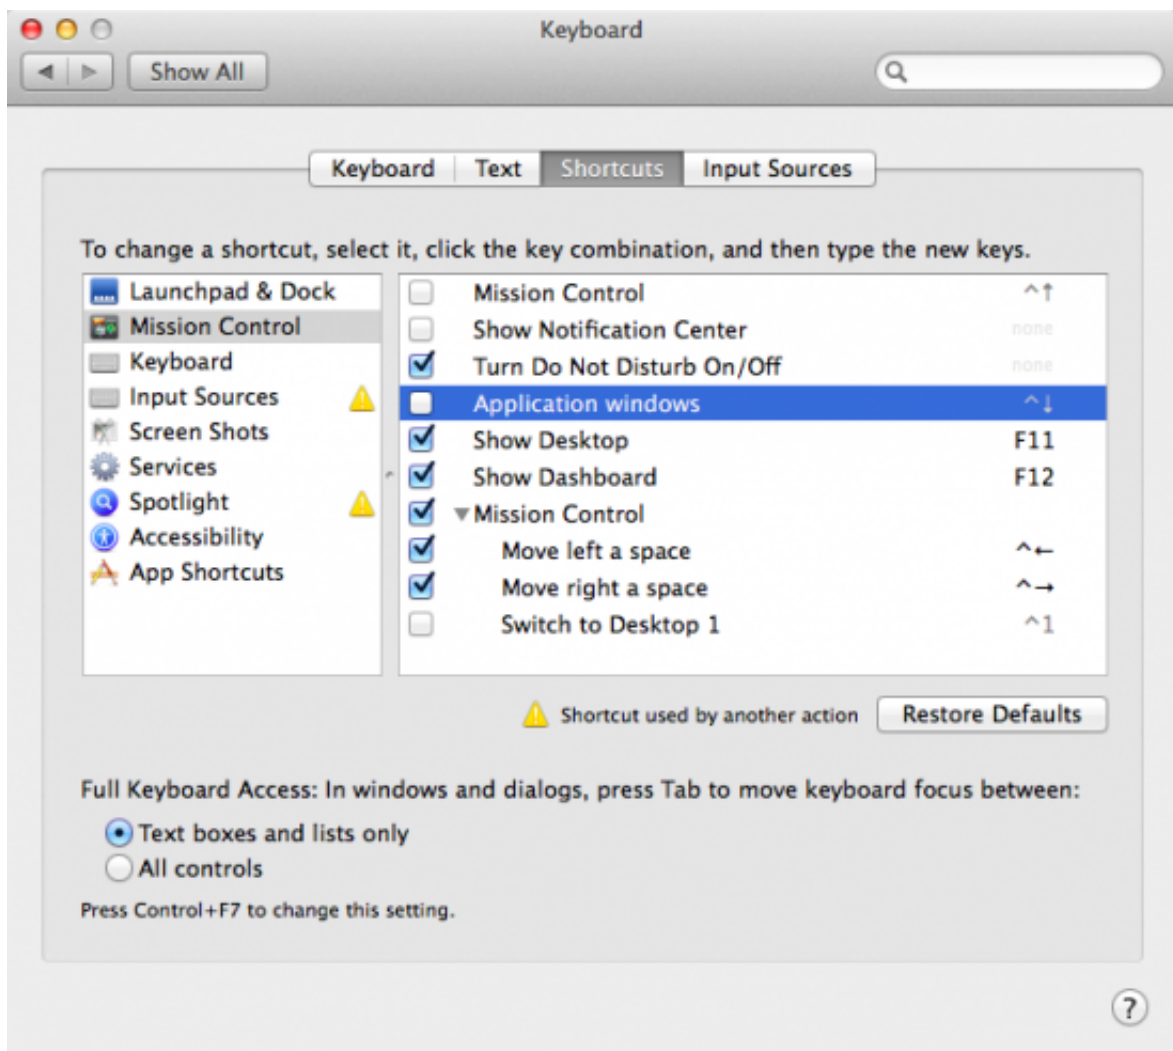 Keyboard
Show All
Keyboard Text Shortcuts Input Sources
To change a shortcut, select it, click the key combination, and then type the new keys.
Launchpad & Dock
Mission Control
Keyboard
Input Sources
Screen Shots
Services
Spotlight
Accessibility
App Shortcuts
Mission Control ^↑
Show Notification Center none
Turn Do Not Disturb On/Off none
Application windows ^↓
Show Desktop F11
Show Dashboard F12
Mission Control
Move left a space ^←
Move right a space ^→
Switch to Desktop 1 ^1
Shortcut used by another action Restore Defaults
Full Keyboard Access: In windows and dialogs, press Tab to move keyboard focus between:
Text boxes and lists only
All controls
Press Control+F7 to change this setting.
?